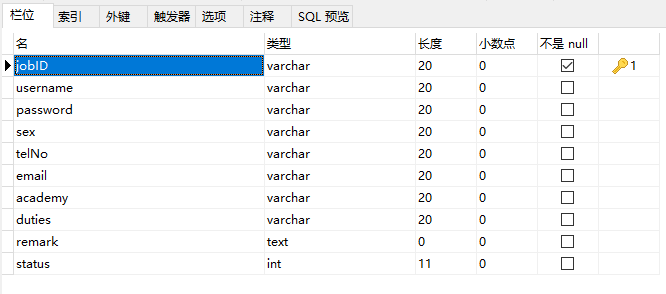 栏位 索引 外键 触发器 选项 注释 SQL 预览
名 类型 长度 小数点 不是 null
jobID varchar 20 0 1
username varchar 20 0
password varchar 20 0
sex varchar 20 0
telNo varchar 20 0
email varchar 20 0
academy varchar 20 0
duties varchar 20 0
remark text 0 0
status int 11 0